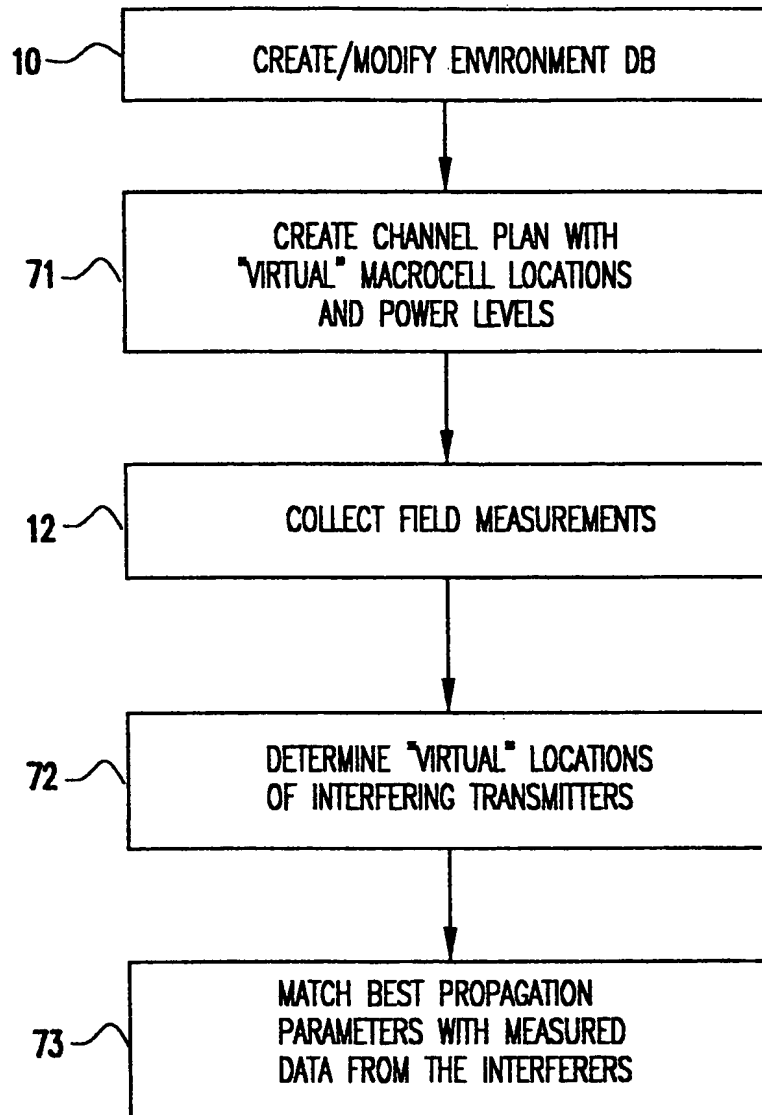 10
CREATE/MODIFY ENVIRONMENT DB
71
CREATE CHANNEL PLAN WITH
"VIRTUAL" MACROCELL LOCATIONS
AND POWER LEVELS
12
COLLECT FIELD MEASUREMENTS
72
DETERMINE "VIRTUAL" LOCATIONS
OF INTERFERING TRANSMITTERS
73
MATCH BEST PROPAGATION
PARAMETERS WITH MEASURED
DATA FROM THE INTERFERERS